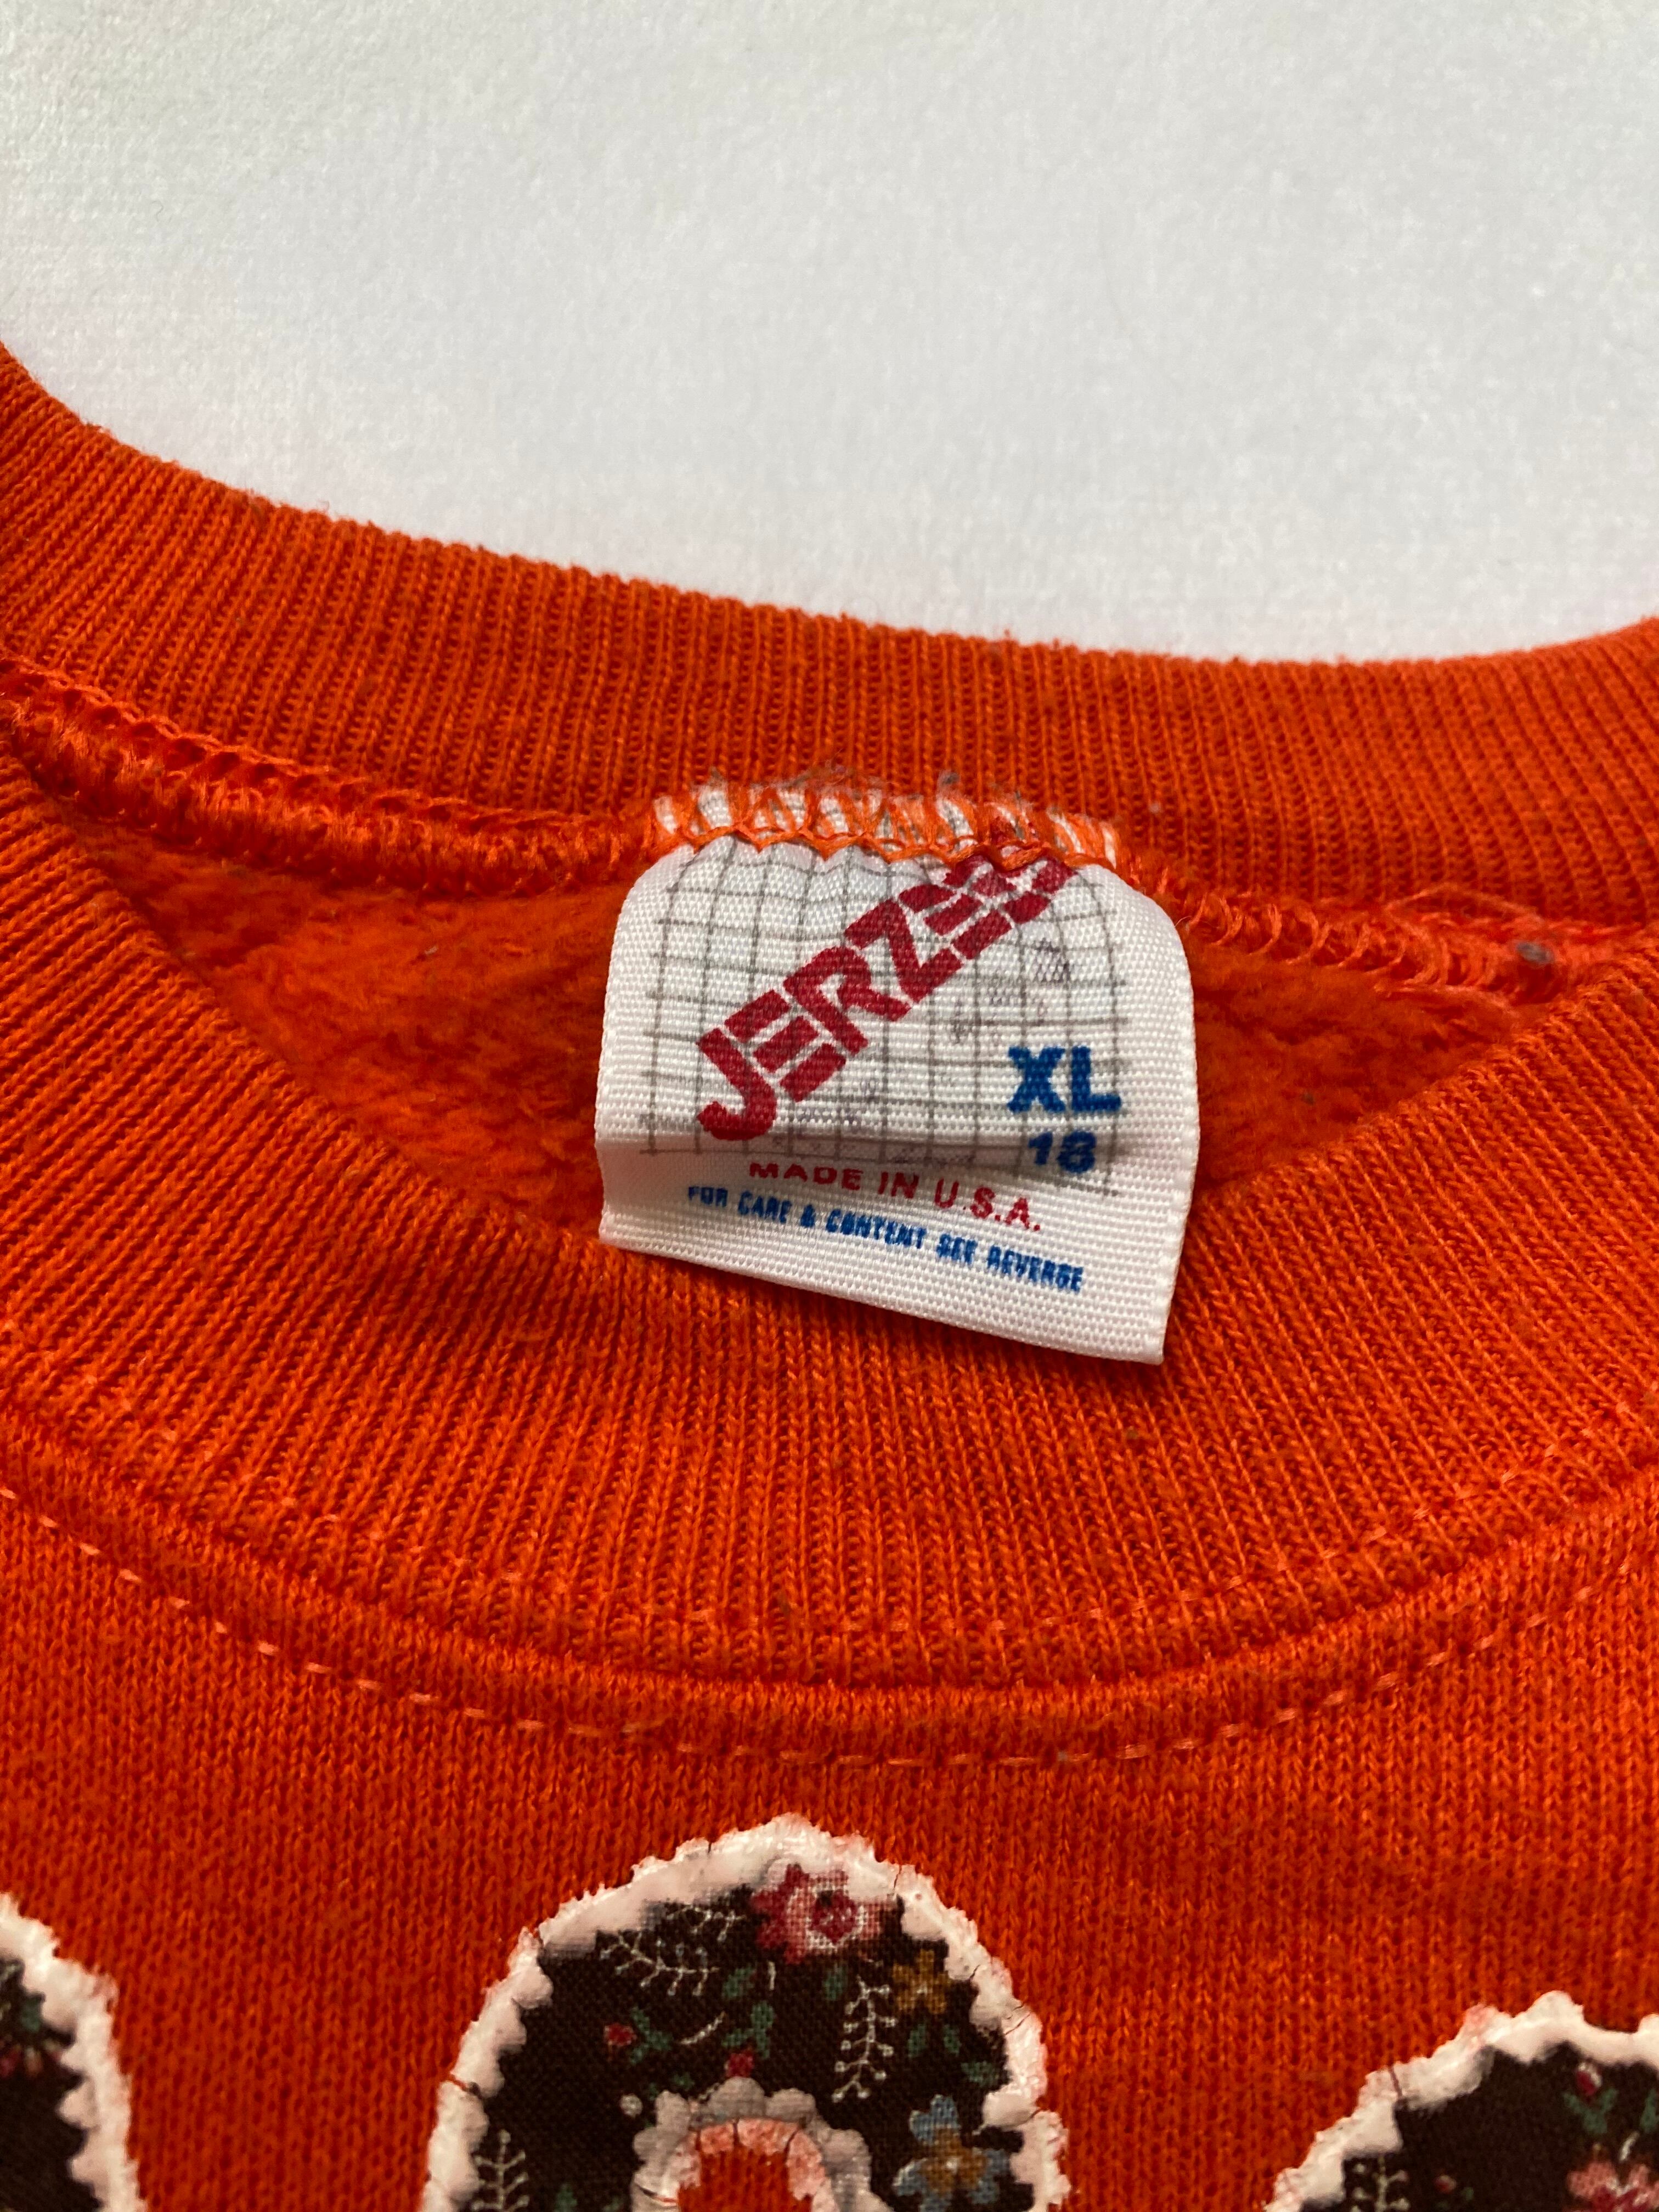 JERZEES
XL
18
MADE IN U.S.A.
FOR CARE & CONTENT SEE REVERSE